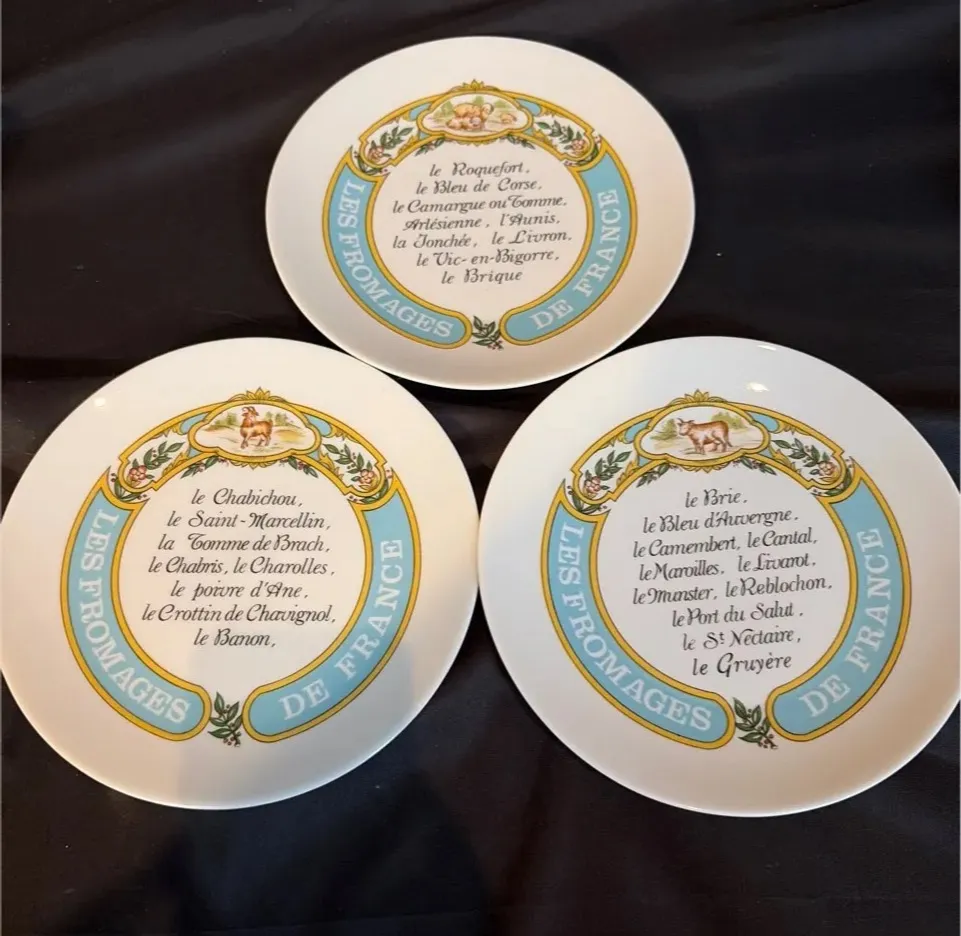 le Roquefort,
le Bleu de Corse,
le Camargue ou Tomme.
Arlésienne, l'Aunis.
la Jonchée, le Livron.
le Vic-en-Bigorre,
le Brique
LES FROMAGES
DE FRANCE
le Chabichou,
le Saint-Marcellin,
la Tomme de Brach,
le Chabris, le Charolles,
le poivre d'Ane,
le Crottin de Chavignol,
le Banon,
LES FROMAGES
DE FRANCE
le Brie.
le Bleu d'Auvergne.
le Camembert, le Cantal,
le Maroilles. le Livarot,
le Munster, le Reblochon,
le Port du Salut.
le St Nectaire,
le Gruyère
LES FROMAGES
DE FRANCE